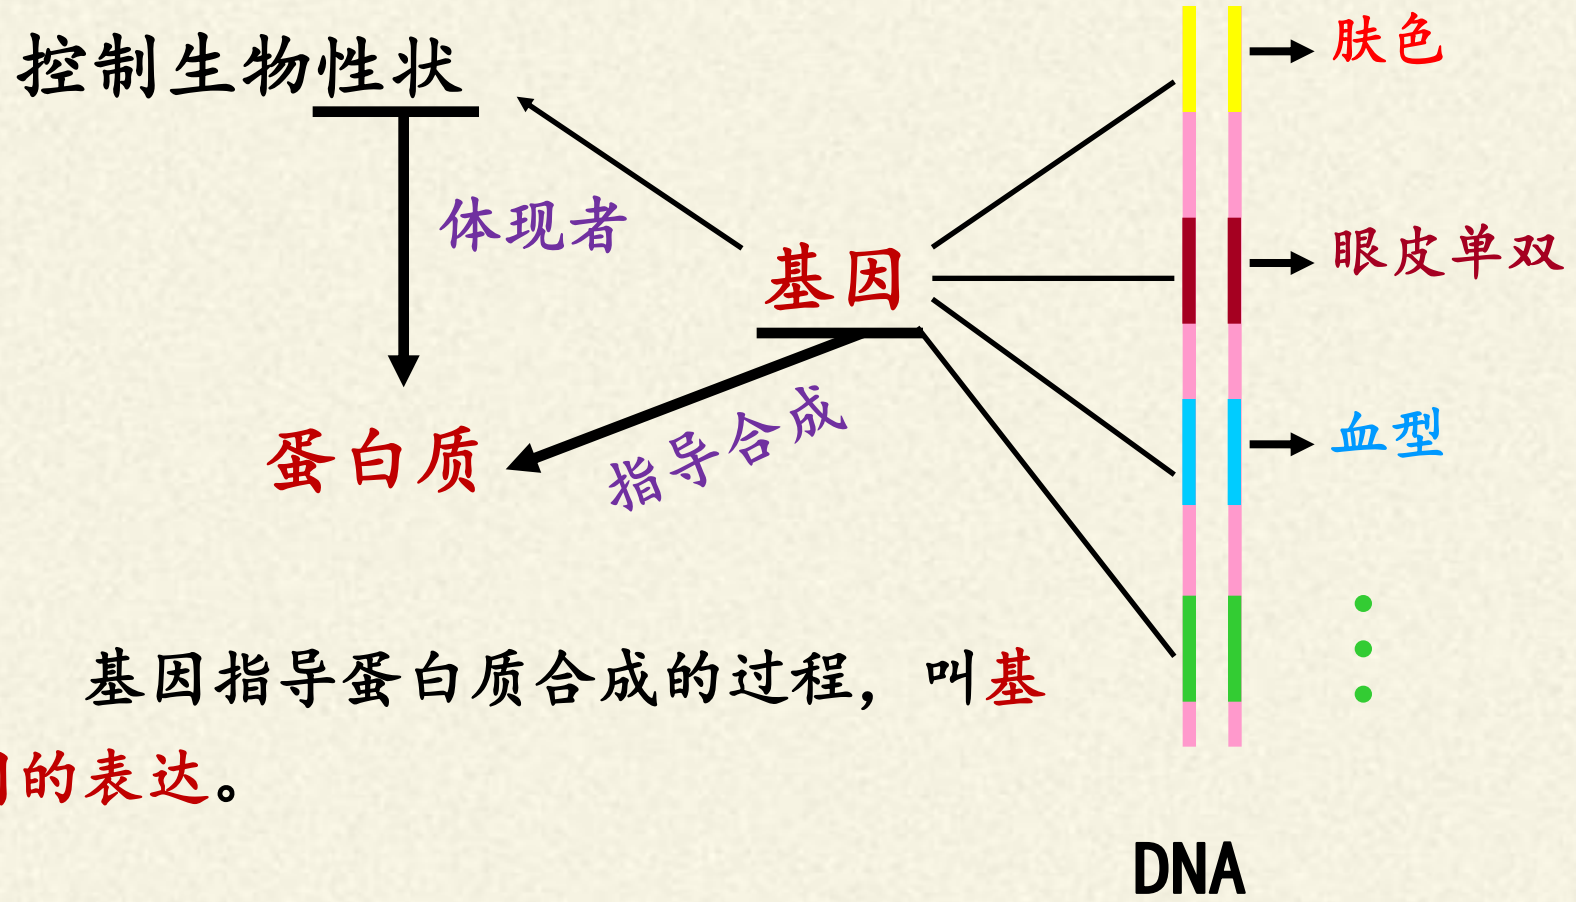 控制生物性状
肤色
体现者
基因
眼皮单双
蛋白质
指导合成
血型
基因指导蛋白质合成的过程，叫基
的表达。
DNA